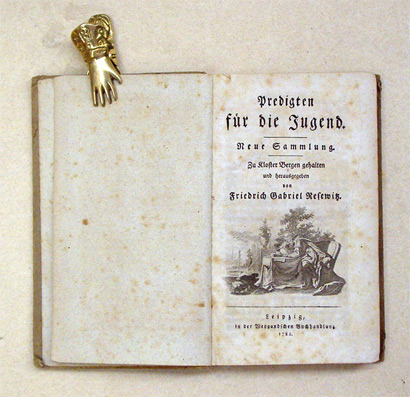 Predigten
für die Jugend.
Neue Sammlung.
Zu Kloster Bergen gehalten
und herausgegeben
von
Friedrich Gabriel Resewitz.
Leipzig,
in der Weygandschen Buchhandlung